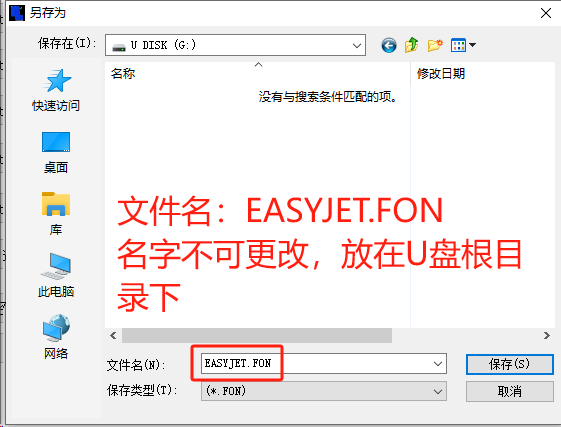 另存为
保存在(I):
U DISK (G:)
名称
修改日期
没有与搜索条件匹配的项。
快速访问
桌面
库
此电脑
网络
文件名：EASYJET.FON
名字不可更改，放在U盘根目
录下
文件名(N):
EASYJET.FON
保存(S)
保存类型(T):
(*.FON)
取消